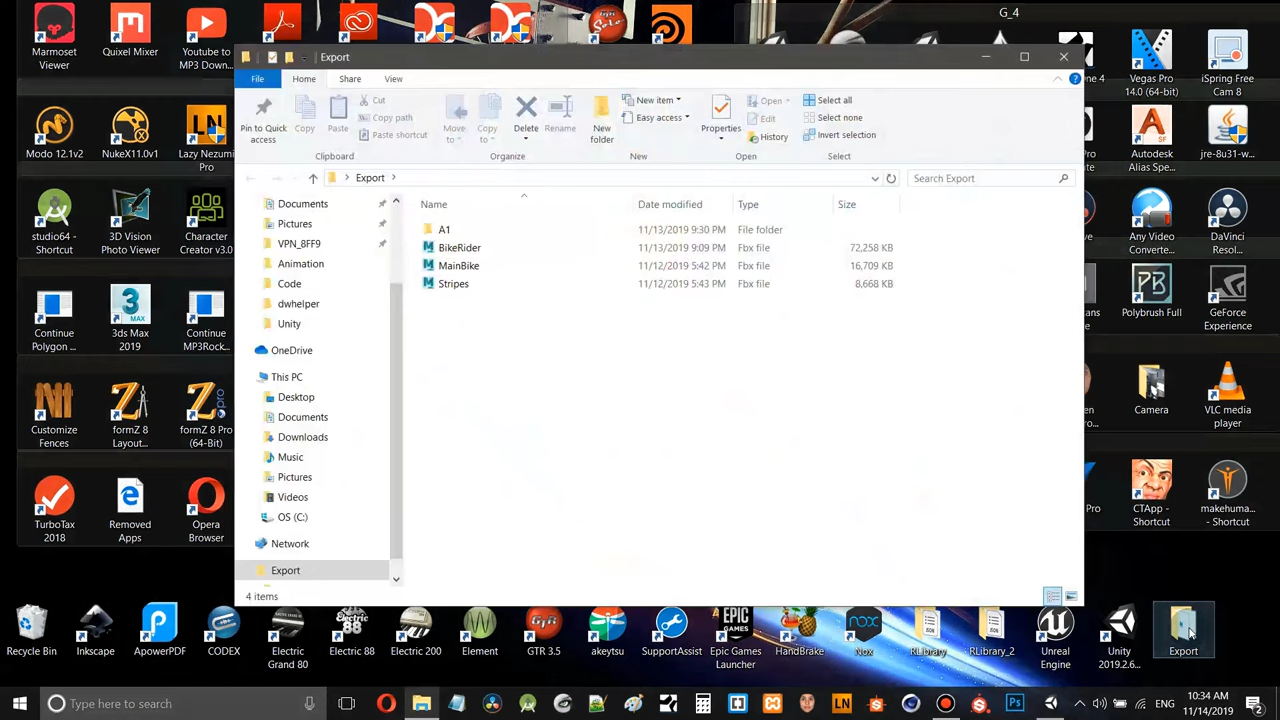 G_4
Marmoset
Viewer
Quixel Mixer
Youtube to
MP3 Down...
Modo 12.1v2
NukeX11.0v1
Lazy Nezumi
Pro
studio64 -
Shortcut
3D Vision
Photo Viewer
Character
Creator v3.0
Continue
Polygon ...
3ds Max
2019
Continue
MP3Rock...
Customize
Fences
formZ 8
Layout...
formZ 8 Pro
(64-Bit)
TurboTax
2018
Removed
Apps
Opera
Browser
Export
File
Home
Share
View
Pin to Quick
access
Copy
Paste
Cut
Copy path
Paste shortcut
Clipboard
Move
to
Copy
to
Delete
Rename
Organize
New
folder
New item
Easy access
New
Properties
Open
Edit
History
Open
Select all
Select none
Invert selection
Select
Export
Search Export
Documents
Pictures
VPN_8FF9
Animation
Code
dwhelper
Unity
OneDrive
This PC
Desktop
Documents
Downloads
Music
Pictures
Videos
OS (C:)
Network
Export
Name Date modified Type Size
A1 11/13/2019 9:30 PM File folder
BikeRider 11/13/2019 9:09 PM Fbx file 72,258 KB
MainBike 11/12/2019 5:42 PM Fbx file 16,709 KB
Stripes 11/12/2019 5:43 PM Fbx file 8,668 KB
4 items
Vegas Pro
14.0 (64-bit)
iSpring Free
Cam 8
Autodesk
Alias Spe...
jre-8u31-w...
Any Video
Converte...
DaVinci
Resol...
Polybrush Full
GeForce
Experience
Camera
VLC media
player
CTApp -
Shortcut
makehuma...
- Shortcut
Recycle Bin
Inkscape
ApowerPDF
CODEX
Electric
Grand 80
Electric 88
Electric 200
Element
GTR 3.5
akeytsu
SupportAssist
Epic Games
Launcher
HandBrake
Nox
RLibrary
RLibrary_2
Unreal
Engine
Unity
2019.2.6...
Export
Type here to search
ENG
10:34 AM
11/14/2019